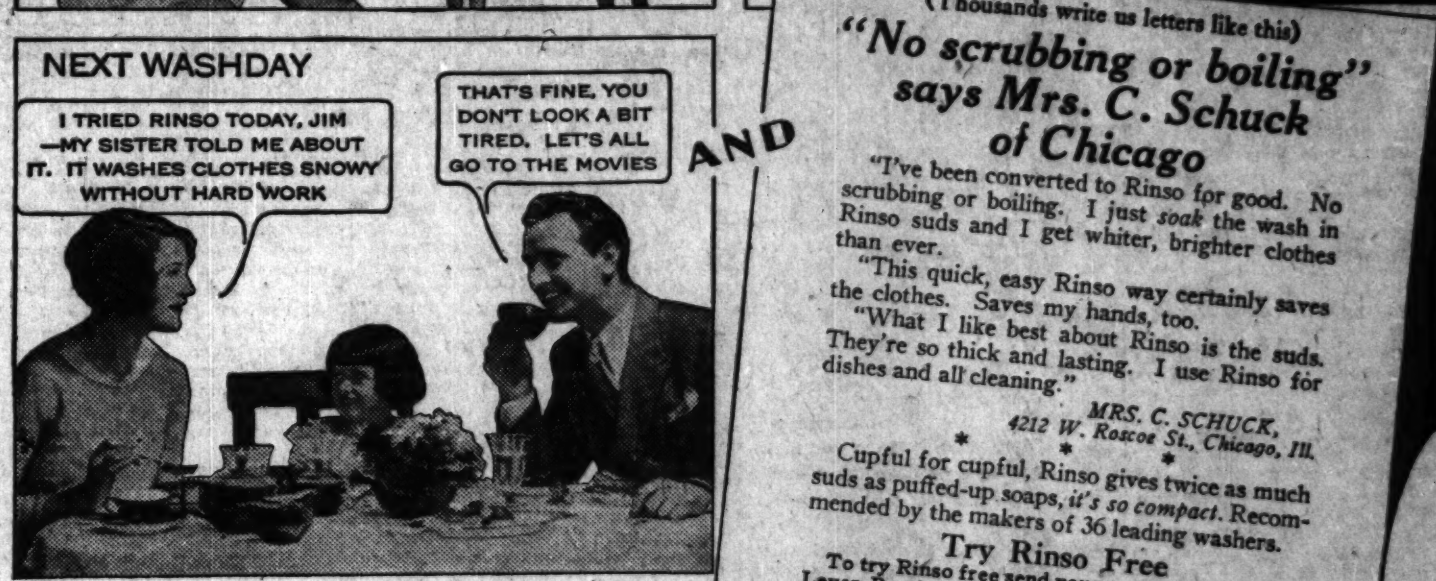 NEXT WASHDAY
I TRIED RINSO TODAY, JIM
—MY SISTER TOLD ME ABOUT
IT. IT WASHES CLOTHES SNOWY
WITHOUT HARD WORK
THAT'S FINE, YOU
DON'T LOOK A BIT
TIRED. LET'S ALL
GO TO THE MOVIES
AND
(Thousands write us letters like this)
“No scrubbing or boiling”
says Mrs. C. Schuck
of Chicago
“I've been converted to Rinso for good. No
scrubbing or boiling. I just soak the wash in
Rinso suds and I get whiter, brighter clothes
than ever.
“This quick, easy Rinso way certainly saves
the clothes. Saves my hands, too.
“What I like best about Rinso is the suds.
They're so thick and lasting. I use Rinso for
dishes and all cleaning.”
MRS. C. SCHUCK,
4212 W. Roscoe St., Chicago, Ill.
* * *
Cupful for cupful, Rinso gives twice as much
suds as puffed-up soaps, it's so compact. Recom-
mended by the makers of 36 leading washers.
Try Rinso Free
To try Rinso free send